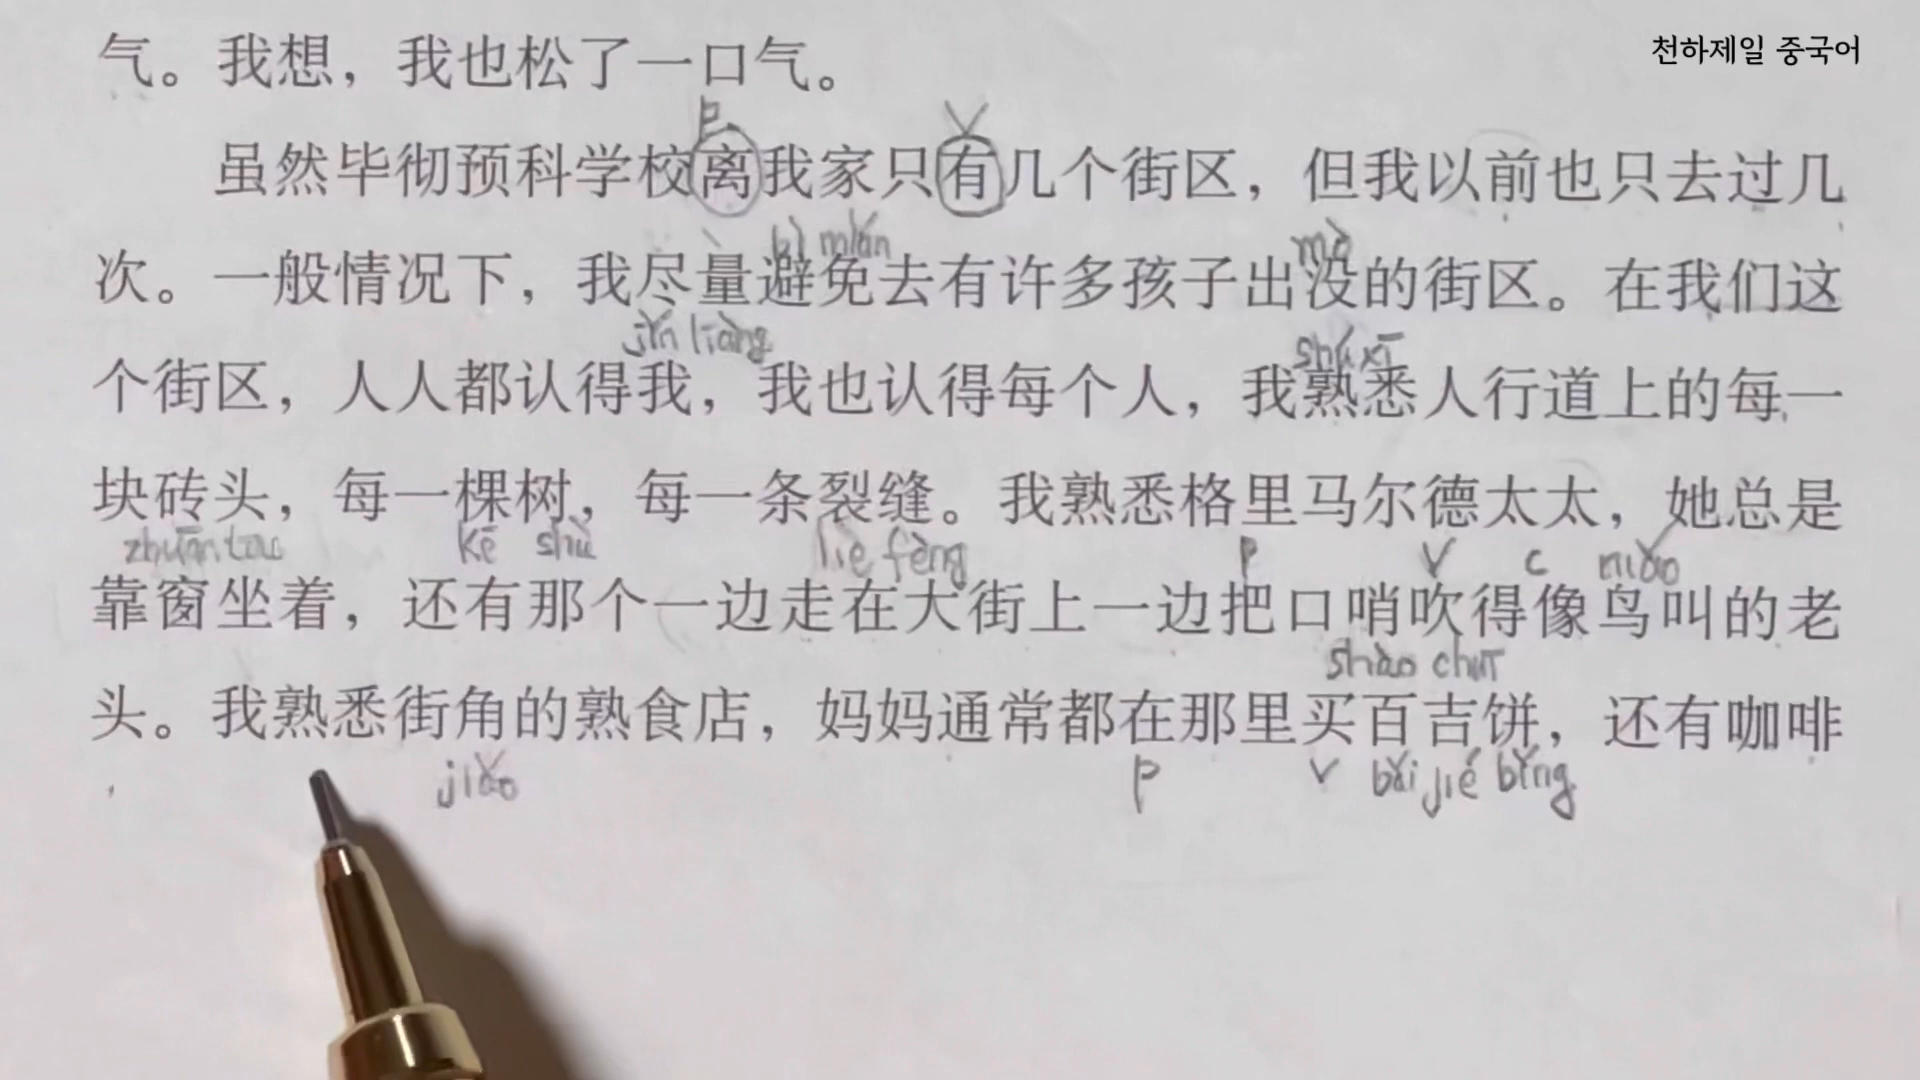 천하제일 중국어
气。我想，我也松了一口气。
P.
V
虽然毕彻预科学校离我家只有几个街区，但我以前也只去过几
bì miǎn
mò
次。一般情况下，我尽量避免去有许多孩子出没的街区。在我们这
jǐn liàng
shú xī
个街区，人人都认得我，我也认得每个人，我熟悉人行道上的每一
块砖头，每一棵树，每一条裂缝。我熟悉格里马尔德太太，她总是
zhuān tou kē shù liè fèng P V C niǎo
靠窗坐着，还有那个一边走在大街上一边把口哨吹得像鸟叫的老
shào chuī
头。我熟悉街角的熟食店，妈妈通常都在那里买百吉饼，还有咖啡
jiǎo P V bǎi jié bǐng